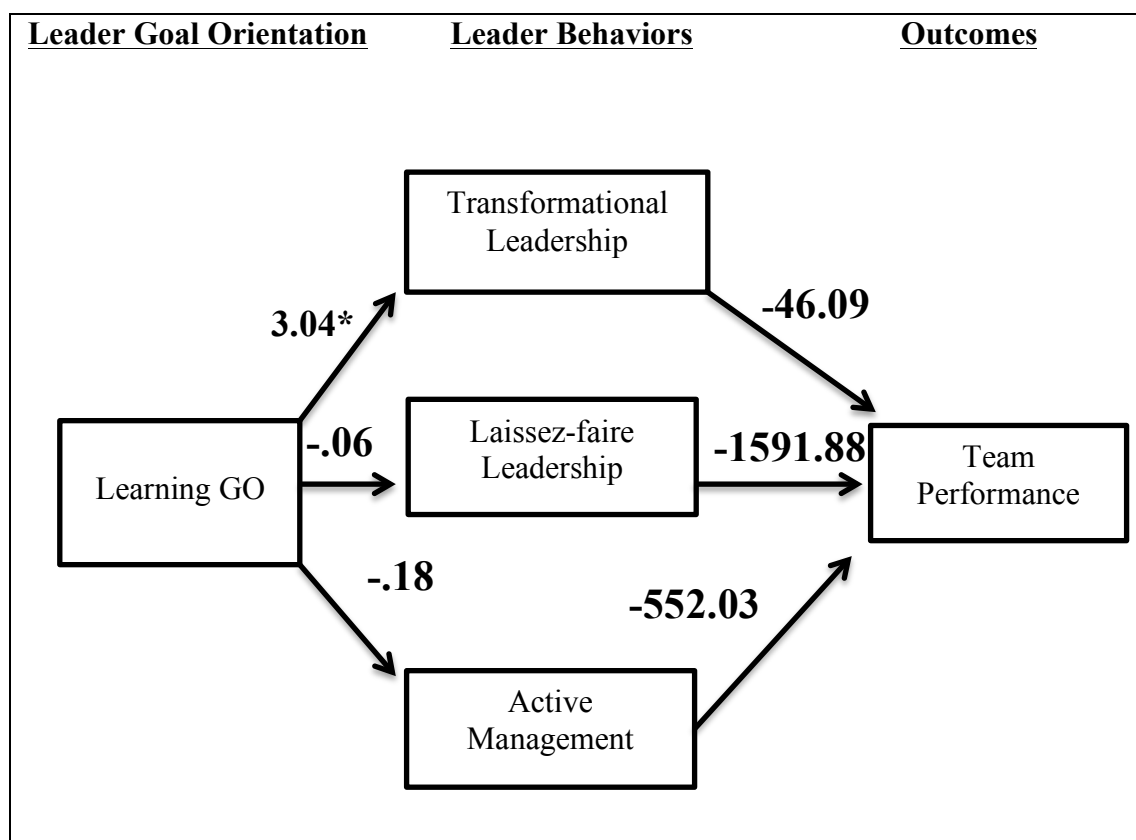 Leader Goal Orientation
Leader Behaviors
Outcomes
Transformational
Leadership
3.04*
-46.09
Learning GO
-.06
Laissez-faire
Leadership
-1591.88
Team
Performance
-.18
-552.03
Active
Management